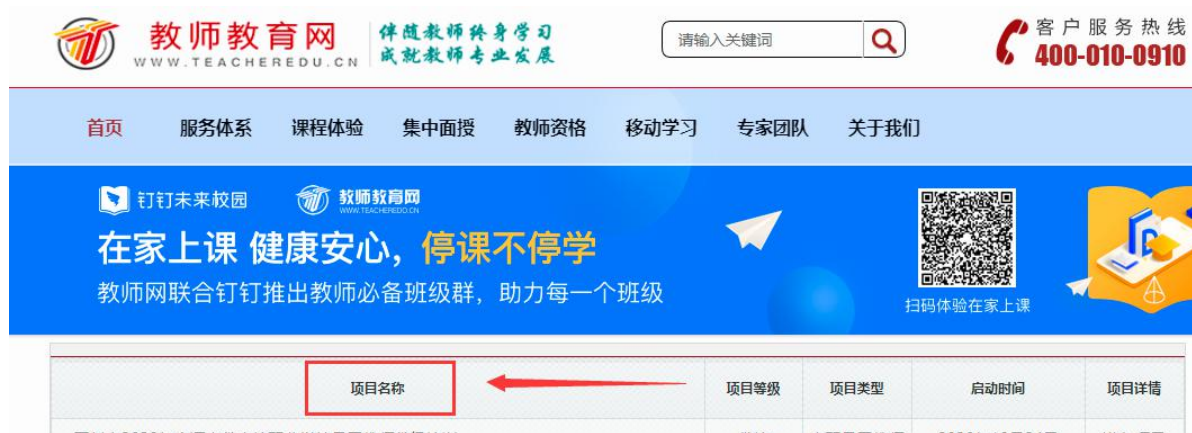 教师教育网
WWW.TEACHEREDU.CN
伴随教师终身学习
成就教师专业发展
请输入关键词
客户服务热线
400-010-0910
首页 服务体系 课程体验 集中面授 教师资格 移动学习 专家团队 关于我们
钉钉未来校园 教师教育网
WWW.TEACHEREDU.CN
在家上课 健康安心，停课不停学
教师网联合钉钉推出教师必备班级群，助力每一个班级
扫码体验在家上课
项目名称 项目等级 项目类型 启动时间 项目详情